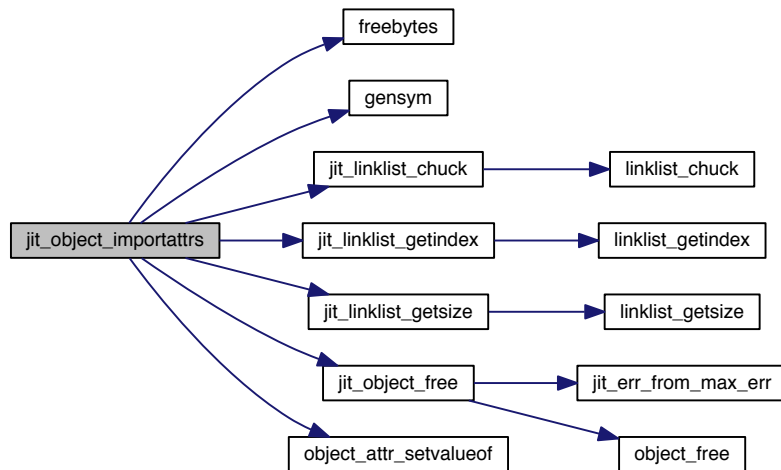 freebytes
gensym
jit_linklist_chuck
linklist_chuck
jit_object_importattrs
jit_linklist_getindex
linklist_getindex
jit_linklist_getsize
linklist_getsize
jit_object_free
jit_err_from_max_err
object_attr_setvalueof
object_free